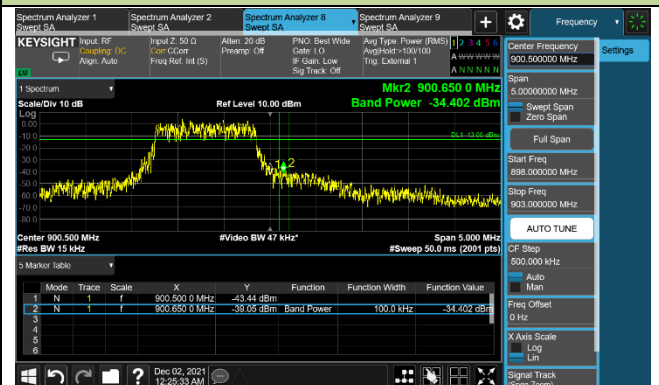 Spectrum Analyzer 1
Swept SA
Spectrum Analyzer 2
Swept SA
Spectrum Analyzer 8
Swept SA
Spectrum Analyzer 9
Swept SA
Frequency
KEYSIGHT
Input: RF
Coupling: DC
Align: Auto
Input Z: 50 Ω
Corr CCorr
Freq Ref: Int (S)
Atten: 20 dB
Preamp: Off
PNO: Best Wide
Gate: LO
IF Gain: Low
Sig Track: Off
Avg Type: Power (RMS)
Avg|Hold:>100/100
Trig: External 1
1 2 3 4 5 6
A W W W W W
A N N N N N
LW
1 Spectrum
Scale/Div 10 dB
Ref Level 10.00 dBm
Mkr2 900.650 0 MHz
Band Power -34.402 dBm
Log
0.00
-10.0
-20.0
-30.0
-40.0
-50.0
-60.0
-70.0
-80.0
DL1 -13.00 dBm
1
2
Center 900.500 MHz
#Res BW 15 kHz
#Video BW 47 kHz*
Span 5.000 MHz
#Sweep 50.0 ms (2001 pts)
5 Marker Table
Mode Trace Scale X Y Function Function Width Function Value
1 N 1 f 900.500 0 MHz -43.44 dBm
2 N 1 f 900.650 0 MHz -39.05 dBm Band Power 100.0 kHz -34.402 dBm
3
4
5
6
Dec 02, 2021
12:25:33 AM
Center Frequency
900.500000 MHz
Settings
Span
5.00000000 MHz
Swept Span
Zero Span
Full Span
Start Freq
898.000000 MHz
Stop Freq
903.000000 MHz
AUTO TUNE
CF Step
500.000 kHz
Auto
Man
Freq Offset
0 Hz
X Axis Scale
Log
Lin
Signal Track
(Span Zoom)